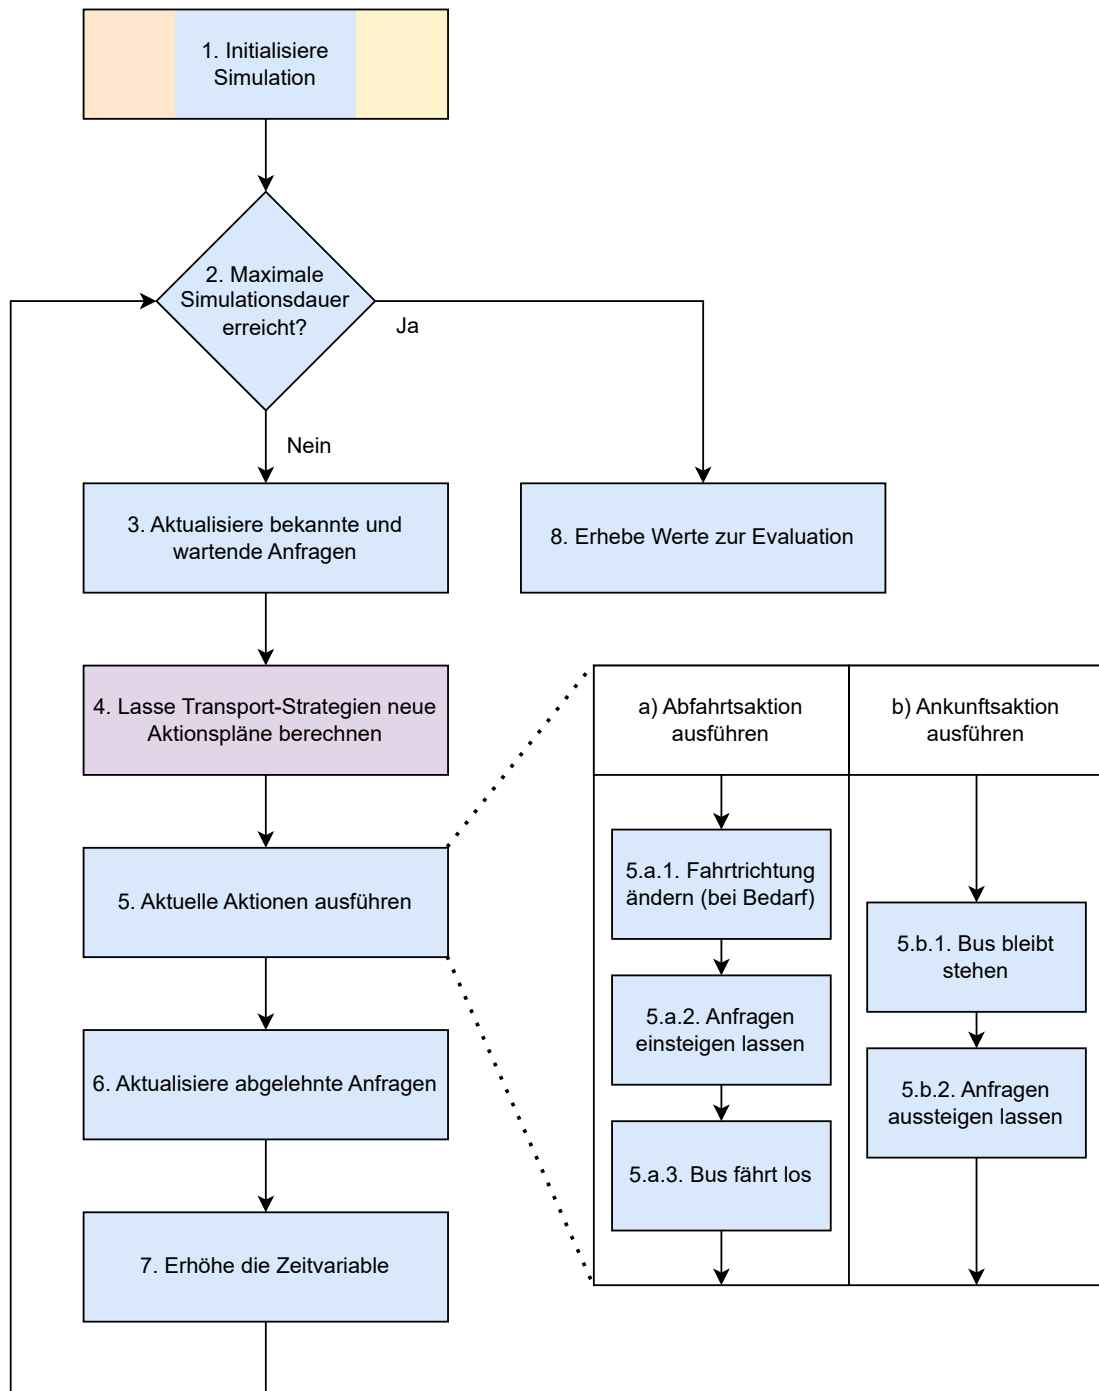 1. Initialisiere
Simulation
2. Maximale
Simulationsdauer
erreicht?
Ja
Nein
3. Aktualisiere bekannte und
wartende Anfragen
8. Erhebe Werte zur Evaluation
4. Lasse Transport-Strategien neue
Aktionspläne berechnen
a) Abfahrtsaktion
ausführen
b) Ankunftsaktion
ausführen
5. Aktuelle Aktionen ausführen
5.a.1. Fahrtrichtung
ändern (bei Bedarf)
5.b.1. Bus bleibt
stehen
5.a.2. Anfragen
einsteigen lassen
5.b.2. Anfragen
aussteigen lassen
6. Aktualisiere abgelehnte Anfragen
5.a.3. Bus fährt los
7. Erhöhe die Zeitvariable